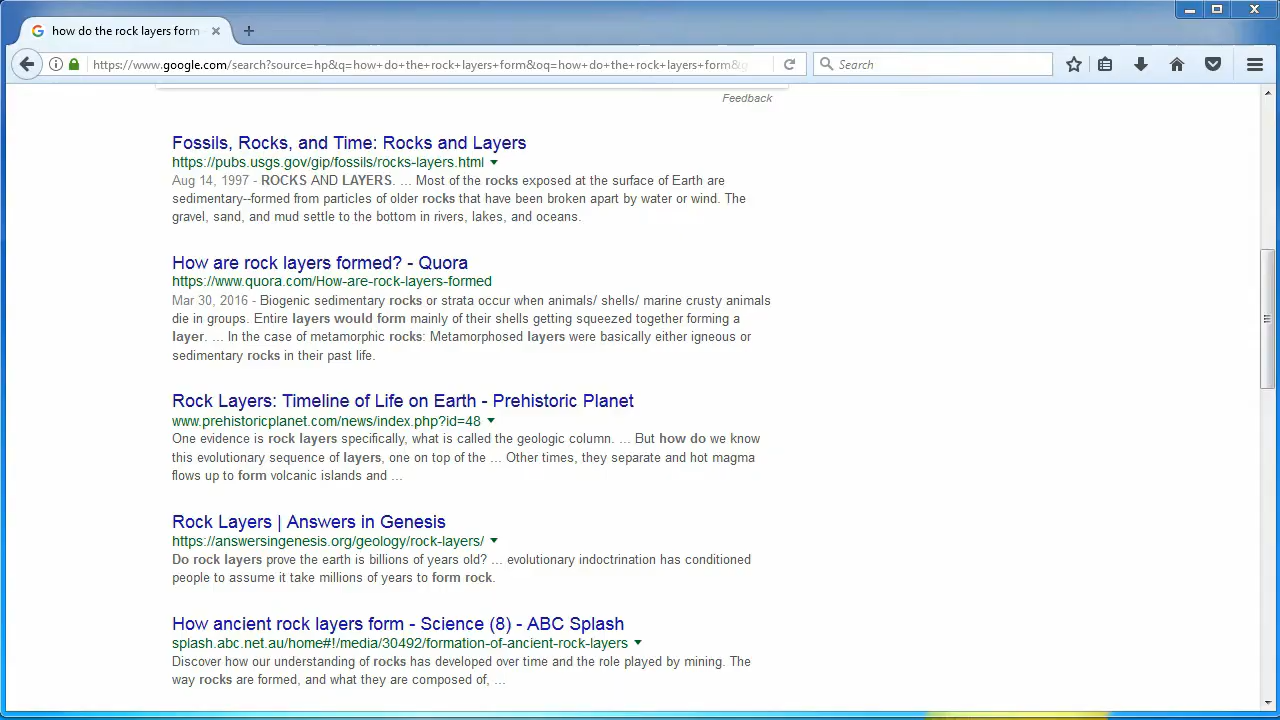 how do the rock layers form
https://www.google.com/search?source=hp&q=how+do+the+rock+layers+form&oq=how+do+the+rock+layers+form&g
Search
Feedback
Fossils, Rocks, and Time: Rocks and Layers
https://pubs.usgs.gov/gip/fossils/rocks-layers.html
Aug 14, 1997 - ROCKS AND LAYERS. ... Most of the rocks exposed at the surface of Earth are
sedimentary--formed from particles of older rocks that have been broken apart by water or wind. The
gravel, sand, and mud settle to the bottom in rivers, lakes, and oceans.
How are rock layers formed? - Quora
https://www.quora.com/How-are-rock-layers-formed
Mar 30, 2016 - Biogenic sedimentary rocks or strata occur when animals/ shells/ marine crusty animals
die in groups. Entire layers would form mainly of their shells getting squeezed together forming a
layer. ... In the case of metamorphic rocks: Metamorphosed layers were basically either igneous or
sedimentary rocks in their past life.
Rock Layers: Timeline of Life on Earth - Prehistoric Planet
www.prehistoricplanet.com/news/index.php?id=48
One evidence is rock layers specifically, what is called the geologic column. ... But how do we know
this evolutionary sequence of layers, one on top of the ... Other times, they separate and hot magma
flows up to form volcanic islands and ...
Rock Layers | Answers in Genesis
https://answersingenesis.org/geology/rock-layers/
Do rock layers prove the earth is billions of years old? ... evolutionary indoctrination has conditioned
people to assume it take millions of years to form rock.
How ancient rock layers form - Science (8) - ABC Splash
splash.abc.net.au/home#!/media/30492/formation-of-ancient-rock-layers
Discover how our understanding of rocks has developed over time and the role played by mining. The
way rocks are formed, and what they are composed of, ...